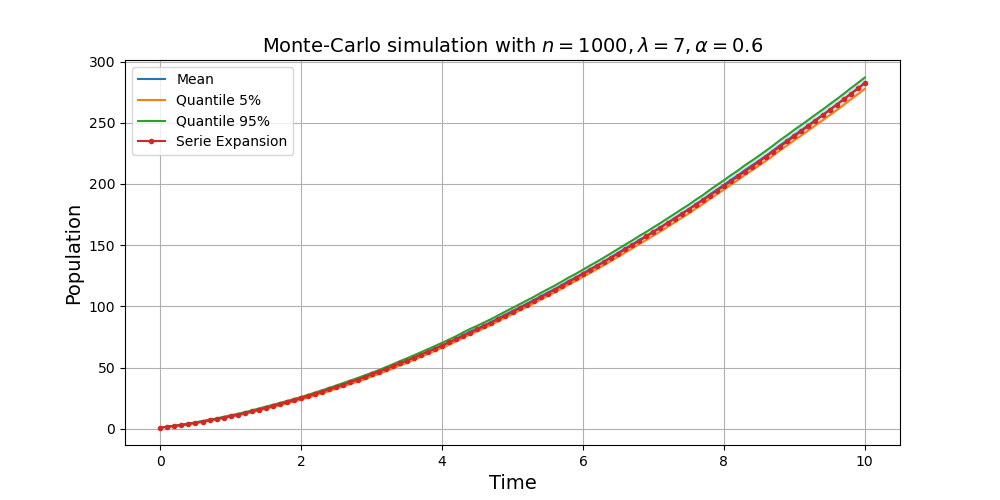 Monte-Carlo simulation with n = 1000, λ = 7, α = 0.6
Mean
Quantile 5%
Quantile 95%
Serie Expansion
300
250
200
150
100
50
0
Population
0 2 4 6 8 10
Time